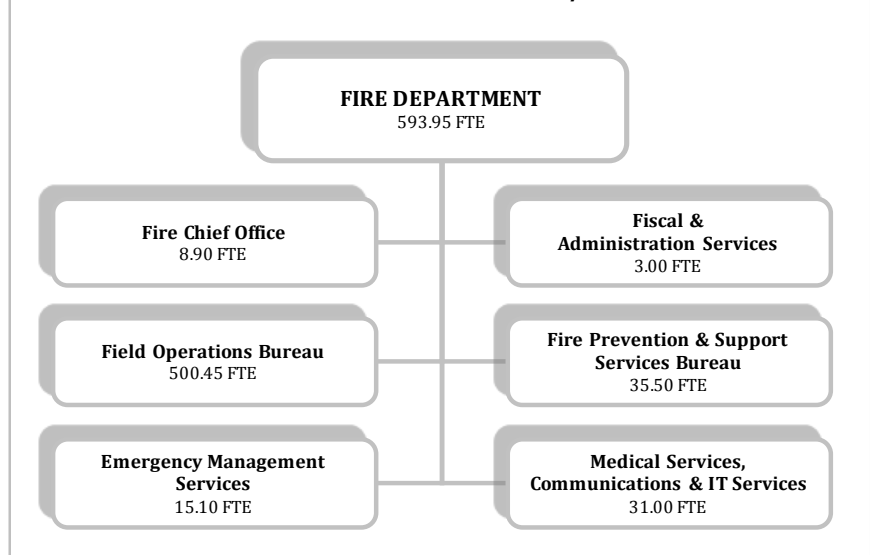 FIRE DEPARTMENT
593.95 FTE
Fire Chief Office
8.90 FTE
Fiscal &
Administration Services
3.00 FTE
Field Operations Bureau
500.45 FTE
Fire Prevention & Support
Services Bureau
35.50 FTE
Emergency Management
Services
15.10 FTE
Medical Services,
Communications & IT Services
31.00 FTE